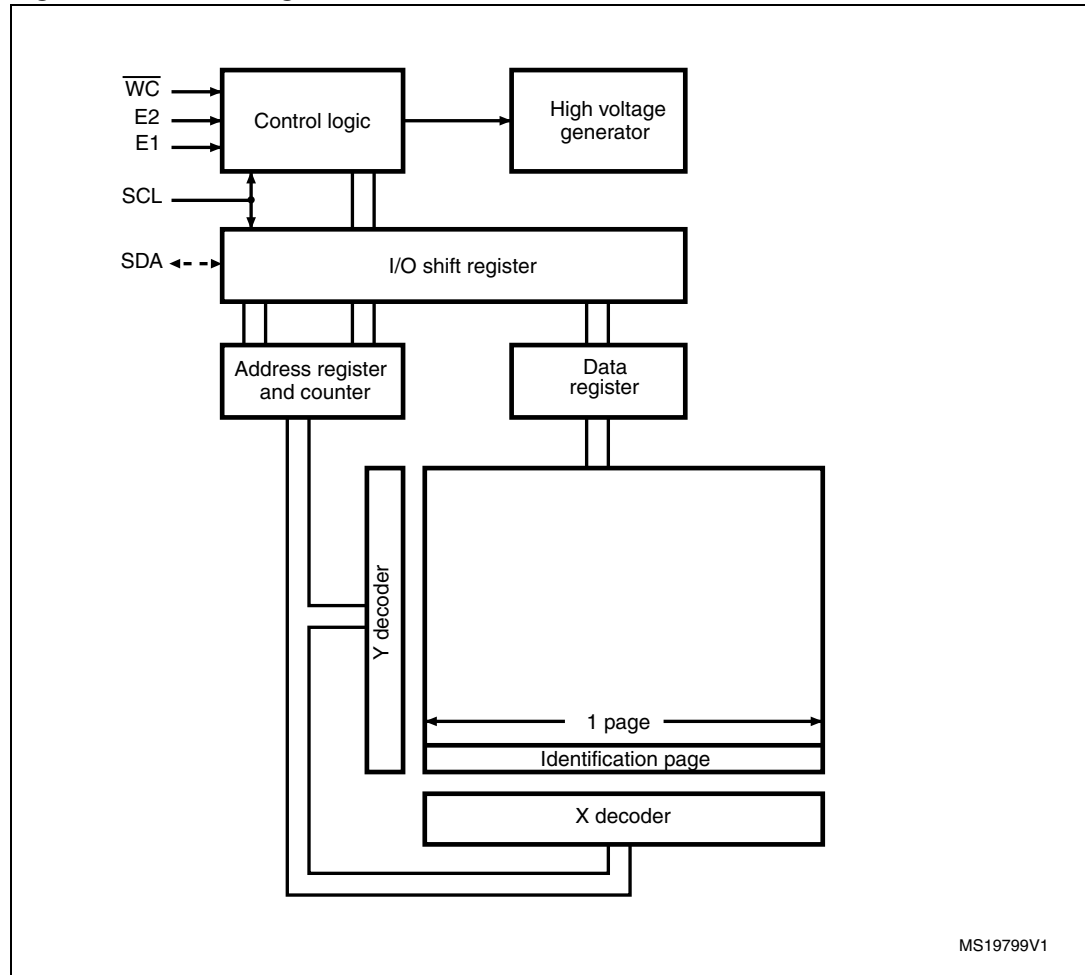 WC
E2
E1
Control logic
High voltage
generator
SCL
SDA
I/O shift register
Address register
and counter
Data
register
Y decoder
1 page
Identification page
X decoder
MS19799V1